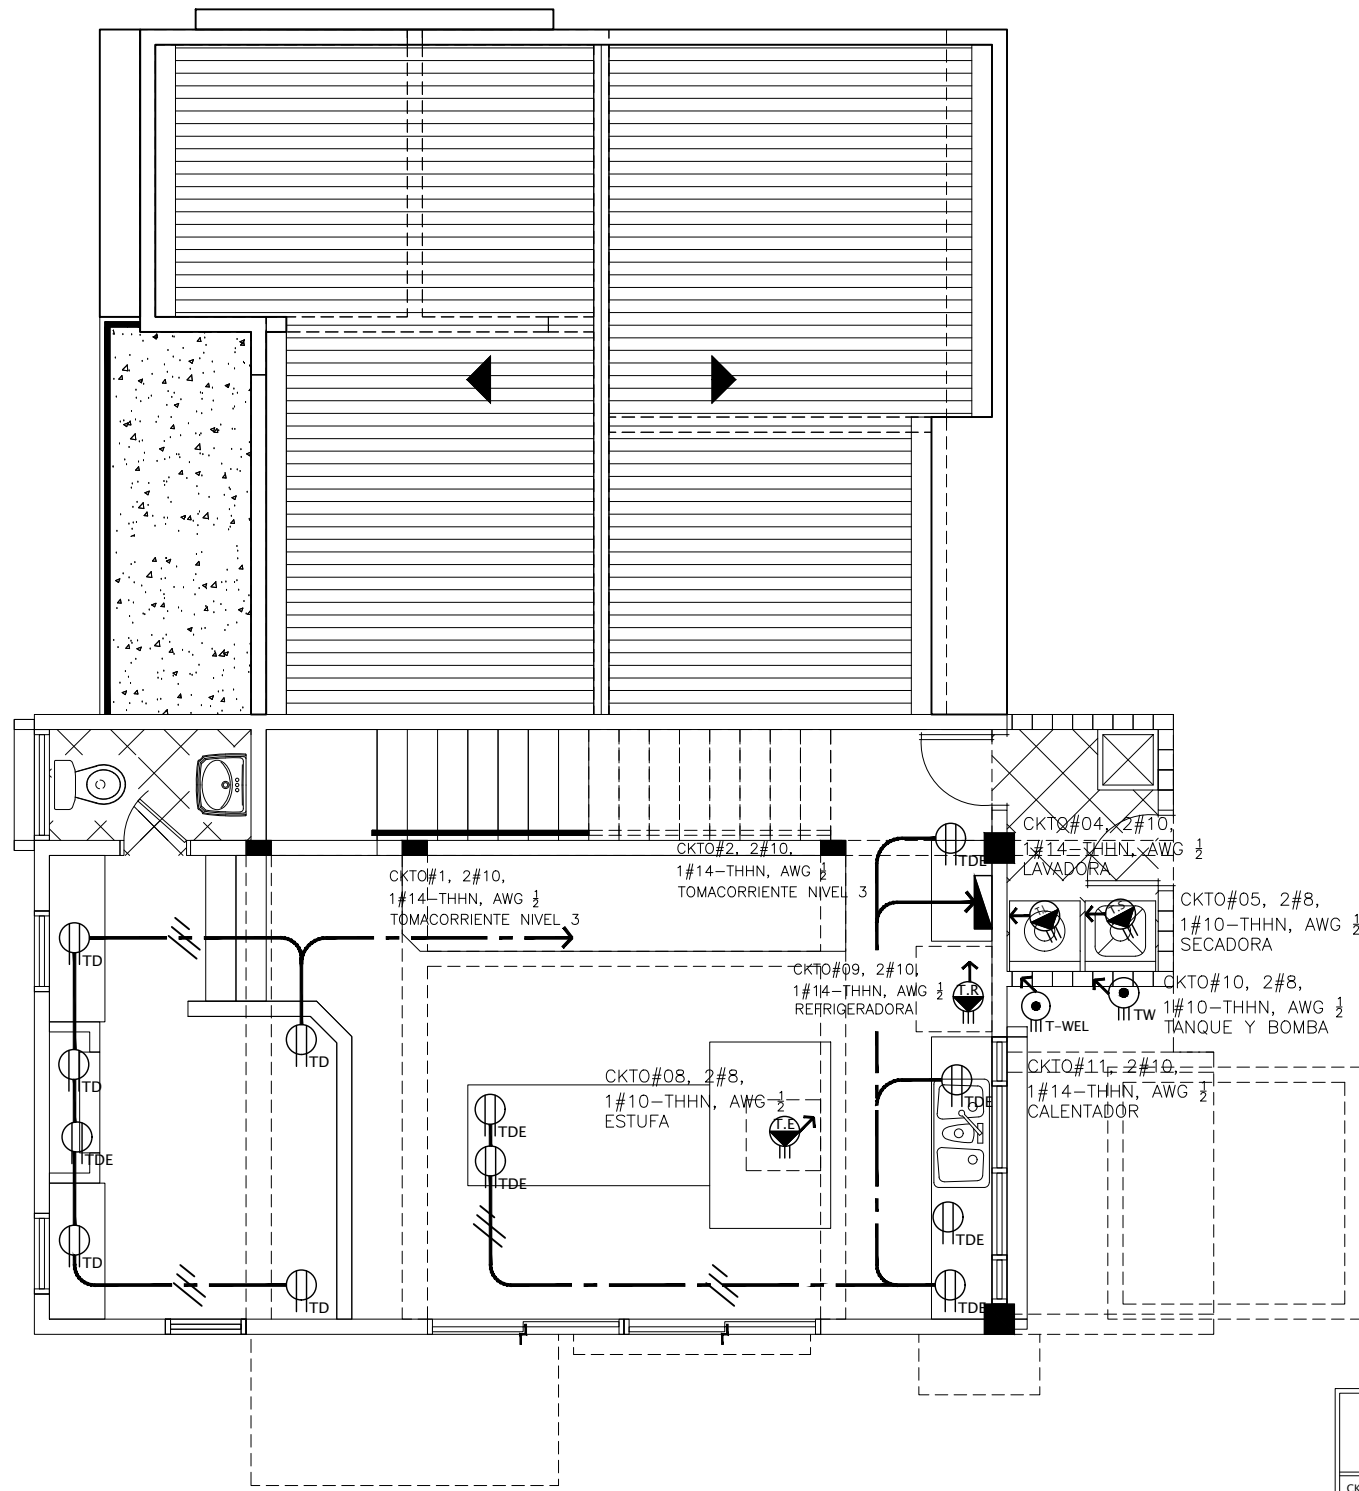 CKTO#04, 2#10,
1#14-THHN, AWG ½
LAVADORA
CKTO#2, 2#10,
1#14-THHN, AWG ½
TOMACORRIENTE NIVEL 3
CKTO#1, 2#10,
1#14-THHN, AWG ½
TOMACORRIENTE NIVEL 3
TDE
CKTO#05, 2#8,
1#10-THHN, AWG ½
SECADORA
T.L
T.S
TD
CKTO#09, 2#10,
1#14-THHN, AWG ½
REFRIGERADORA
T.R
CKTO#10, 2#8,
1#10-THHN, AWG ½
TANQUE Y BOMBA
T-WEL
TW
TD
TD
CKTO#08, 2#8,
1#10-THHN, AWG ½
ESTUFA
CKTO#11, 2#10,
1#14-THHN, AWG ½
CALENTADOR
TDE
T.E
TDE
TDE
TDE
TDE
TD
TD
TDE
CK